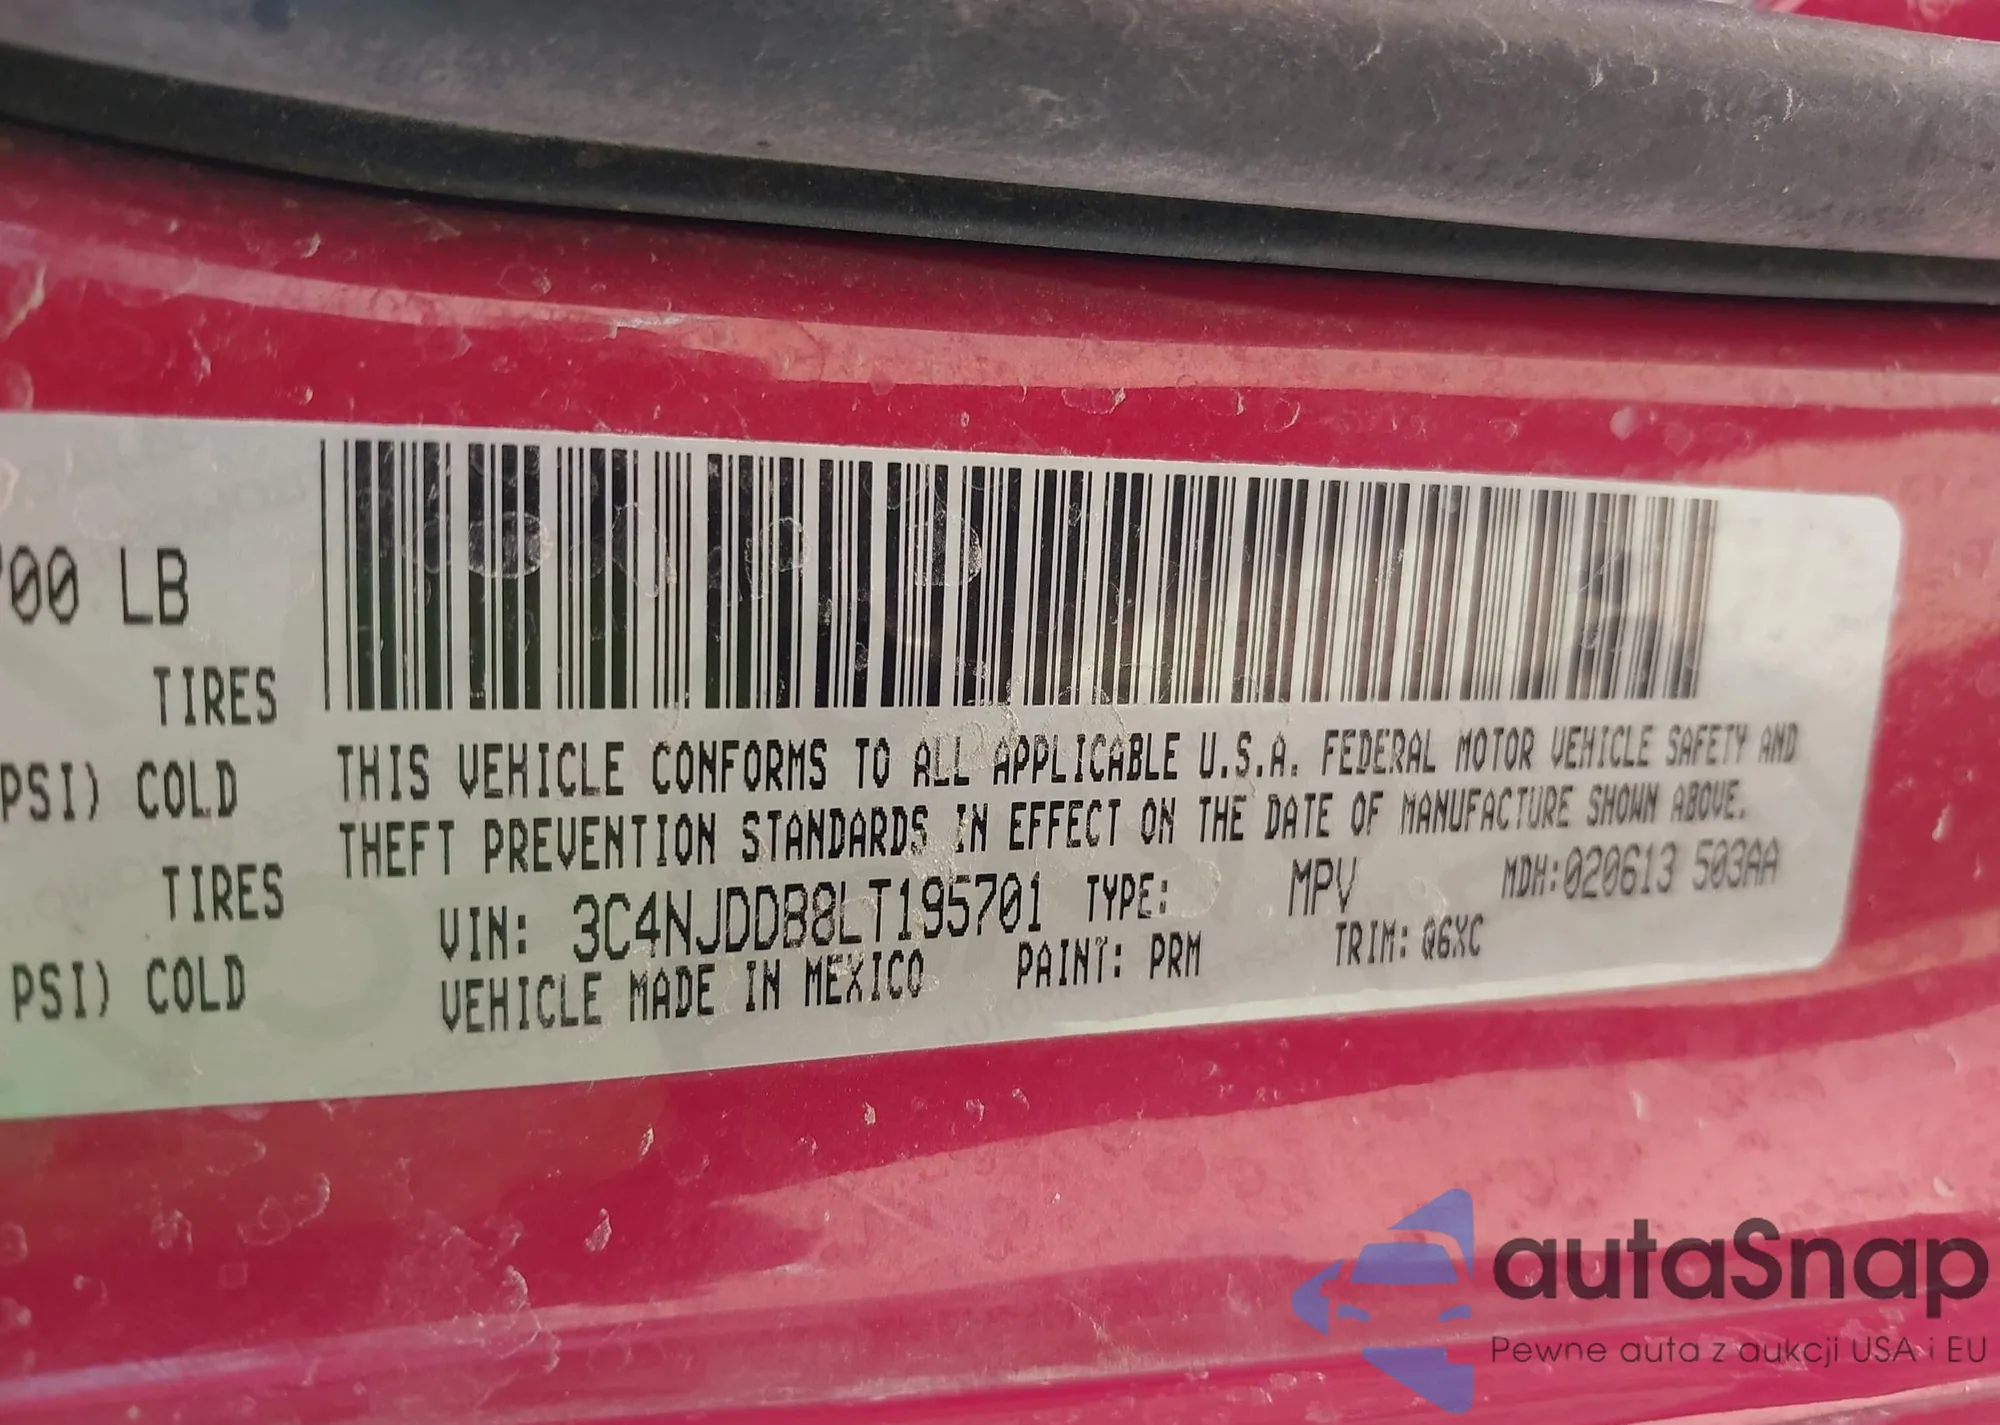 00 LB
TIRES
PSI) COLD
TIRES
PSI) COLD
THIS VEHICLE CONFORMS TO ALL APPLICABLE U.S.A. FEDERAL MOTOR VEHICLE SAFETY AND
THEFT PREVENTION STANDARDS IN EFFECT ON THE DATE OF MANUFACTURE SHOWN ABOVE.
VIN: 3C4NJDDB8LT195701 TYPE: MPV MDH:020613 503AA
VEHICLE MADE IN MEXICO PAINT: PRM TRIM: Q6XC
autaSnap
Pewne auta z aukcji USA i EU